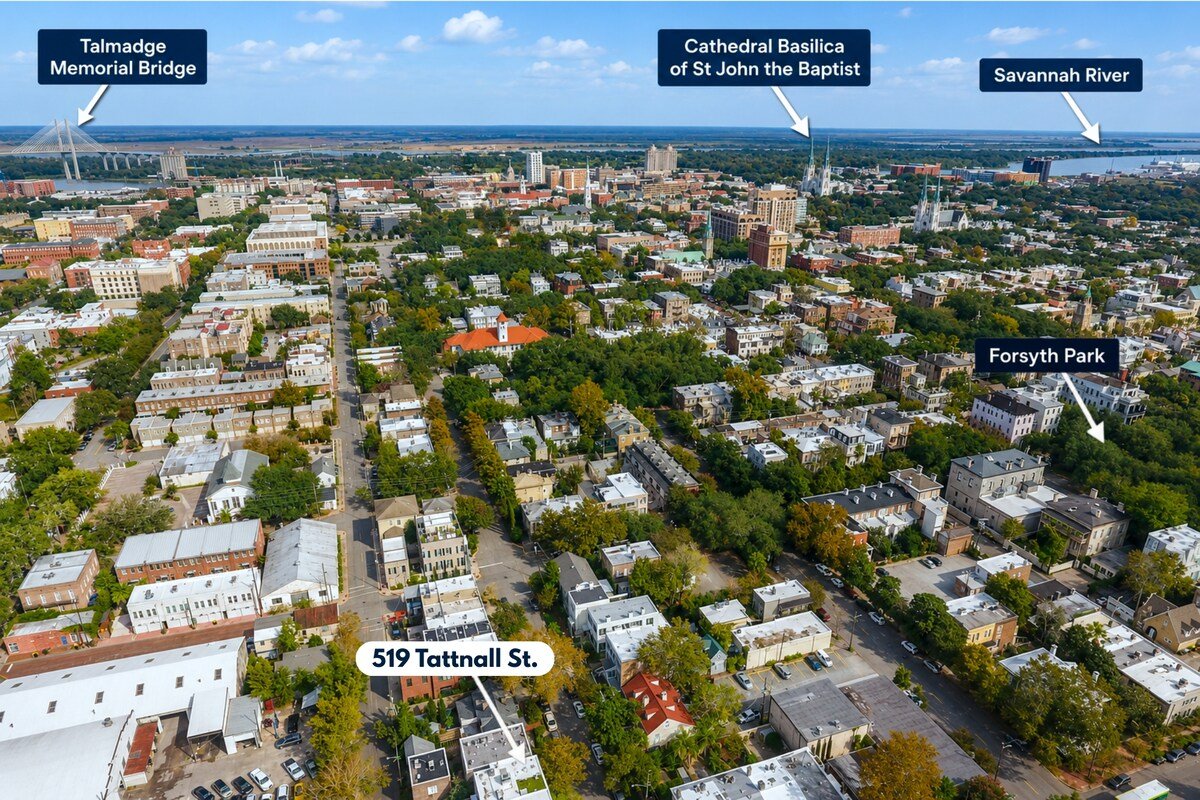 Talmadge
Memorial Bridge
Cathedral Basilica
of St John the Baptist
Savannah River
Forsyth Park
519 Tattnall St.